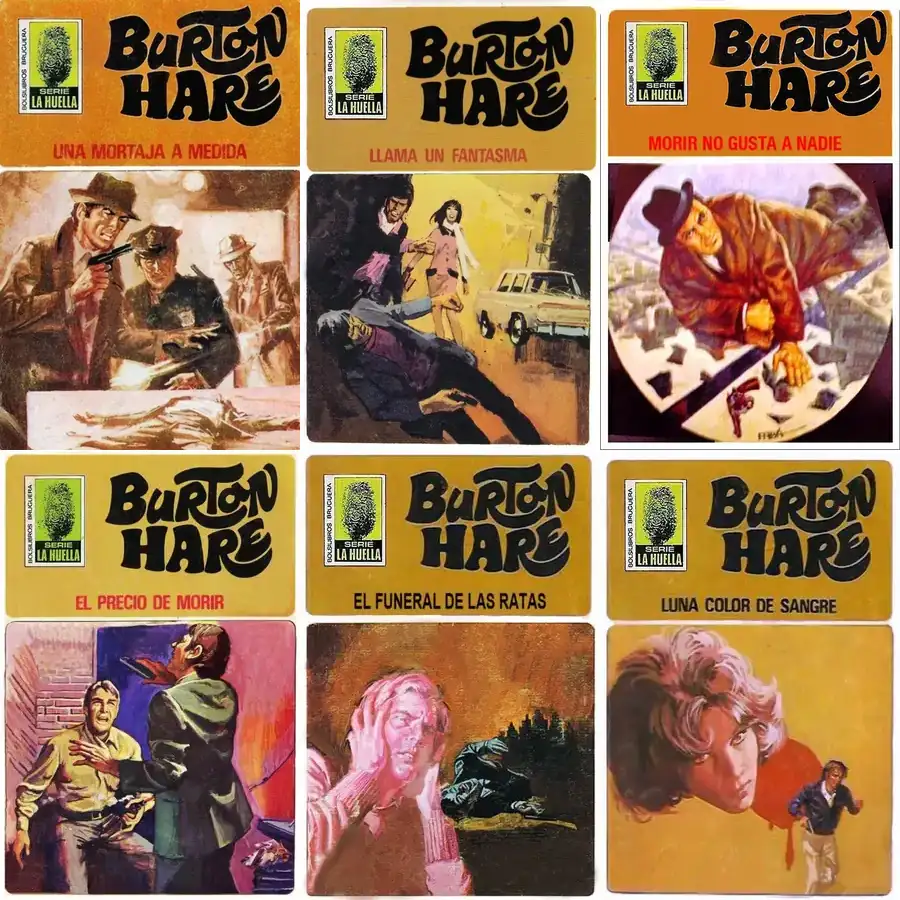 BOLSILIBROS BRUGUERA
SERIE
LA HUELLA
BURTON
HARE
UNA MORTAJA A MEDIDA
BOLSILIBROS BRUGUERA
SERIE
LA HUELLA
BURTON
HARE
LLAMA UN FANTASMA
BOLSILIBROS BRUGUERA
SERIE
LA HUELLA
BURTON
HARE
MORIR NO GUSTA A NADIE
BOLSILIBROS BRUGUERA
SERIE
LA HUELLA
BURTON
HARE
EL PRECIO DE MORIR
BOLSILIBROS BRUGUERA
SERIE
LA HUELLA
BURTON
HARE
EL FUNERAL DE LAS RATAS
BOLSILIBROS BRUGUERA
SERIE
LA HUELLA
BURTON
HARE
LUNA COLOR DE SANGRE